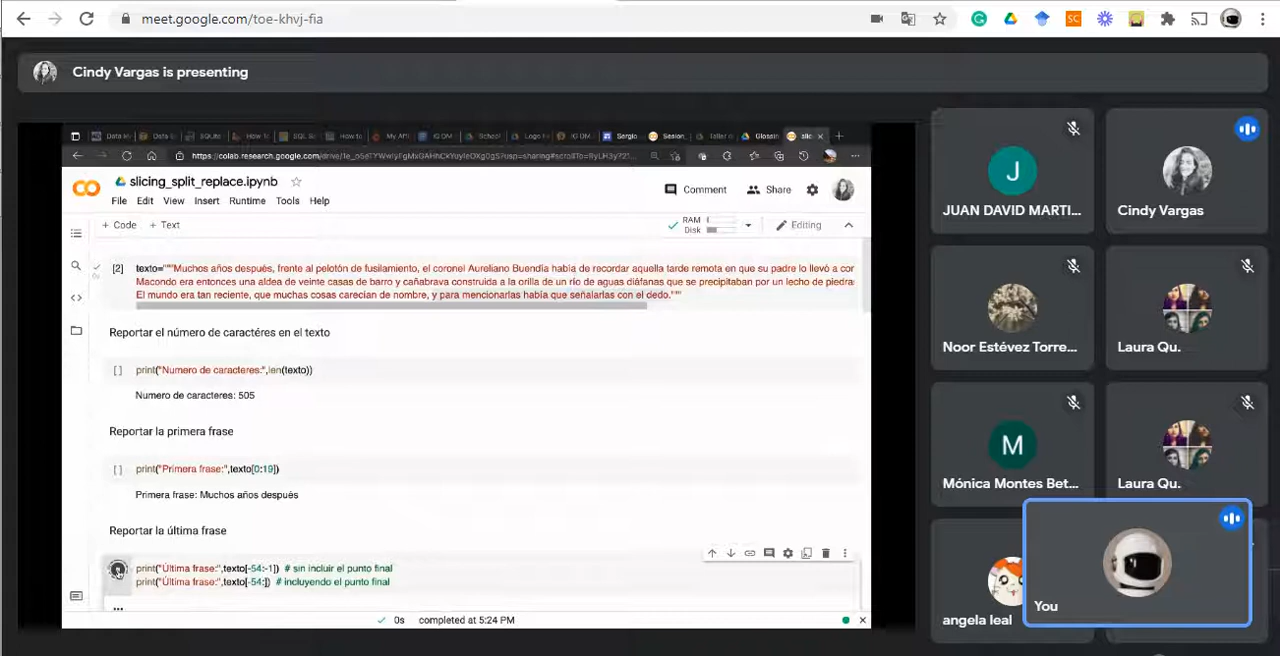 meet.google.com/toe-khvj-fia
Cindy Vargas is presenting
slicing_split_replace.ipynb
Comment
Share
File Edit View Insert Runtime Tools Help
+ Code + Text
RAM
Disk
Editing
[2] texto="""Muchos años después, frente al pelotón de fusilamiento, el coronel Aureliano Buendía había de recordar aquella tarde remota en que su padre lo llevó a cor
Macondo era entonces una aldea de veinte casas de barro y cañabrava construida a la orilla de un río de aguas diáfanas que se precipitaban por un lecho de piedras
El mundo era tan reciente, que muchas cosas carecían de nombre, y para mencionarlas había que señalarlas con el dedo."""
Reportar el número de caractéres en el texto
[ ] print("Numero de caracteres:",len(texto))
Numero de caracteres: 505
Reportar la primera frase
[ ] print("Primera frase:",texto[0:19])
Primera frase: Muchos años después
Reportar la última frase
print("Última frase:",texto[-54:-1]) # sin incluir el punto final
print("Última frase:",texto[-54:]) # incluyendo el punto final
...
0s completed at 5:24 PM
J
JUAN DAVID MARTI...
Cindy Vargas
Noor Estévez Torre...
Laura Qu.
M
Mónica Montes Bet...
Laura Qu.
angela leal
You